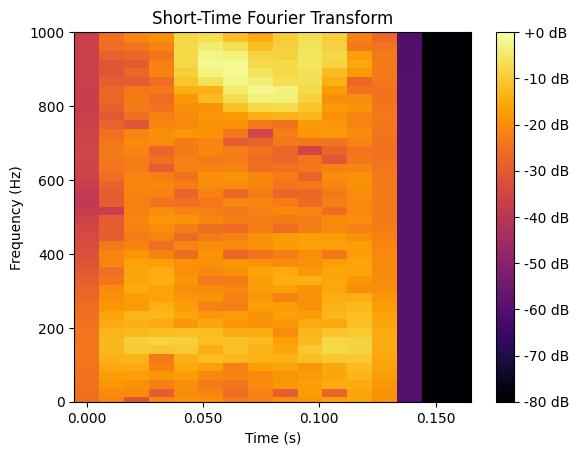 Short-Time Fourier Transform
1000
800
600
400
200
0
Frequency (Hz)
0.000
0.050
0.100
0.150
Time (s)
+0 dB
-10 dB
-20 dB
-30 dB
-40 dB
-50 dB
-60 dB
-70 dB
-80 dB